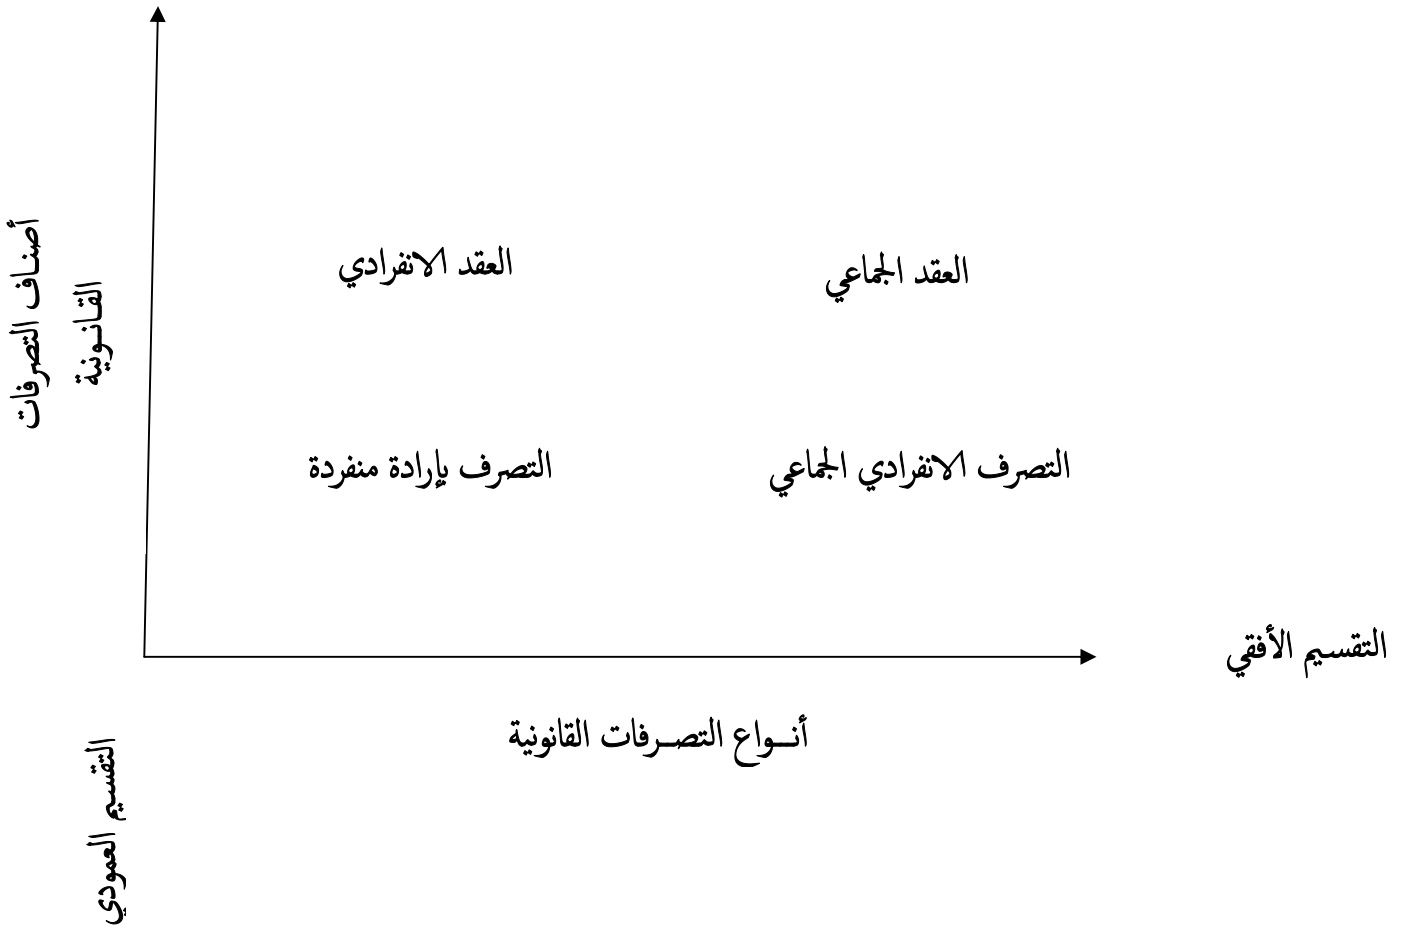 أصناف التصرفات
القانونية
العقد الجماعي
العقد الانفرادي
التصرف الانفرادي الجماعي
التصرف بإرادة منفردة
التقسيم الأفقي
أنــواع التصـرفات القانونية
التقسيم العمودي